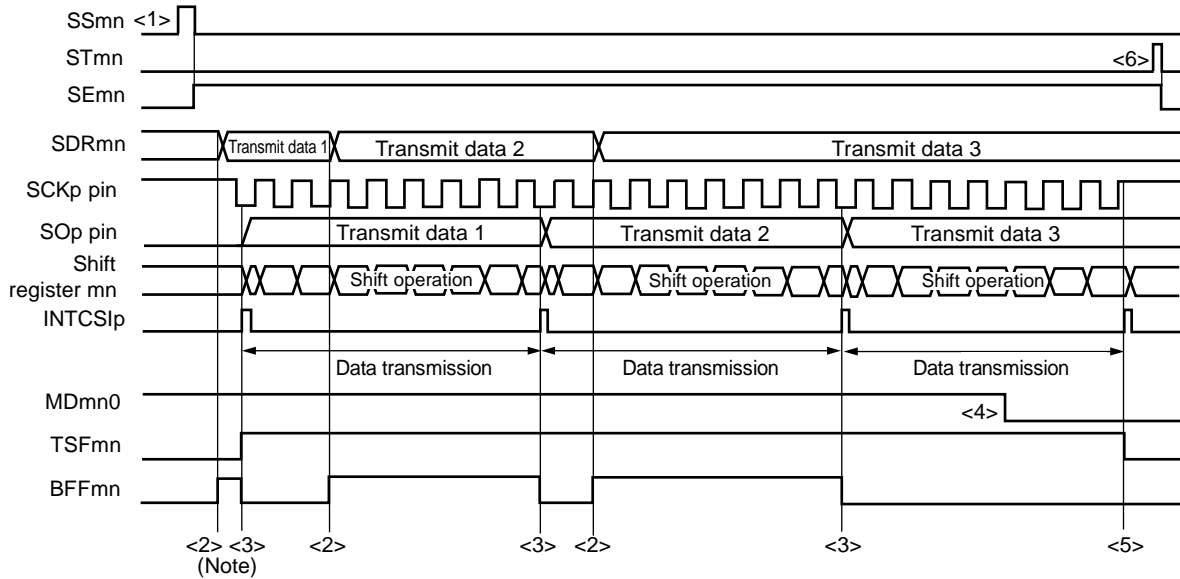 SSmn <1>
STmn <6>
SEmn
SDRmn Transmit data 1 Transmit data 2 Transmit data 3
SCKp pin
SOp pin Transmit data 1 Transmit data 2 Transmit data 3
Shift
register mn Shift operation Shift operation Shift operation
INTCSIp
Data transmission Data transmission Data transmission
MDmn0 <4>
TSFmn
BFFmn
<2> <3> <2> <3> <2> <3> <5>
(Note)